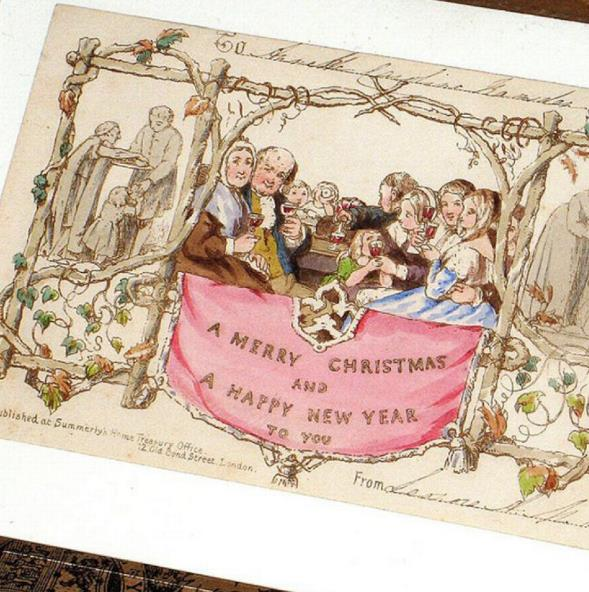 To
A MERRY CHRISTMAS
AND
A HAPPY NEW YEAR
TO YOU
ublished at Summerly's Home Treasury Office.
12 Old Bond Street, London.
From